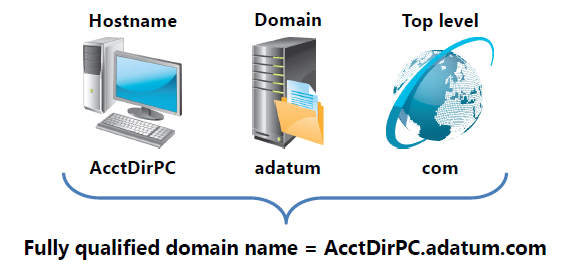 Hostname Domain Top level
AcctDirPC adatum com
Fully qualified domain name = AcctDirPC.adatum.com